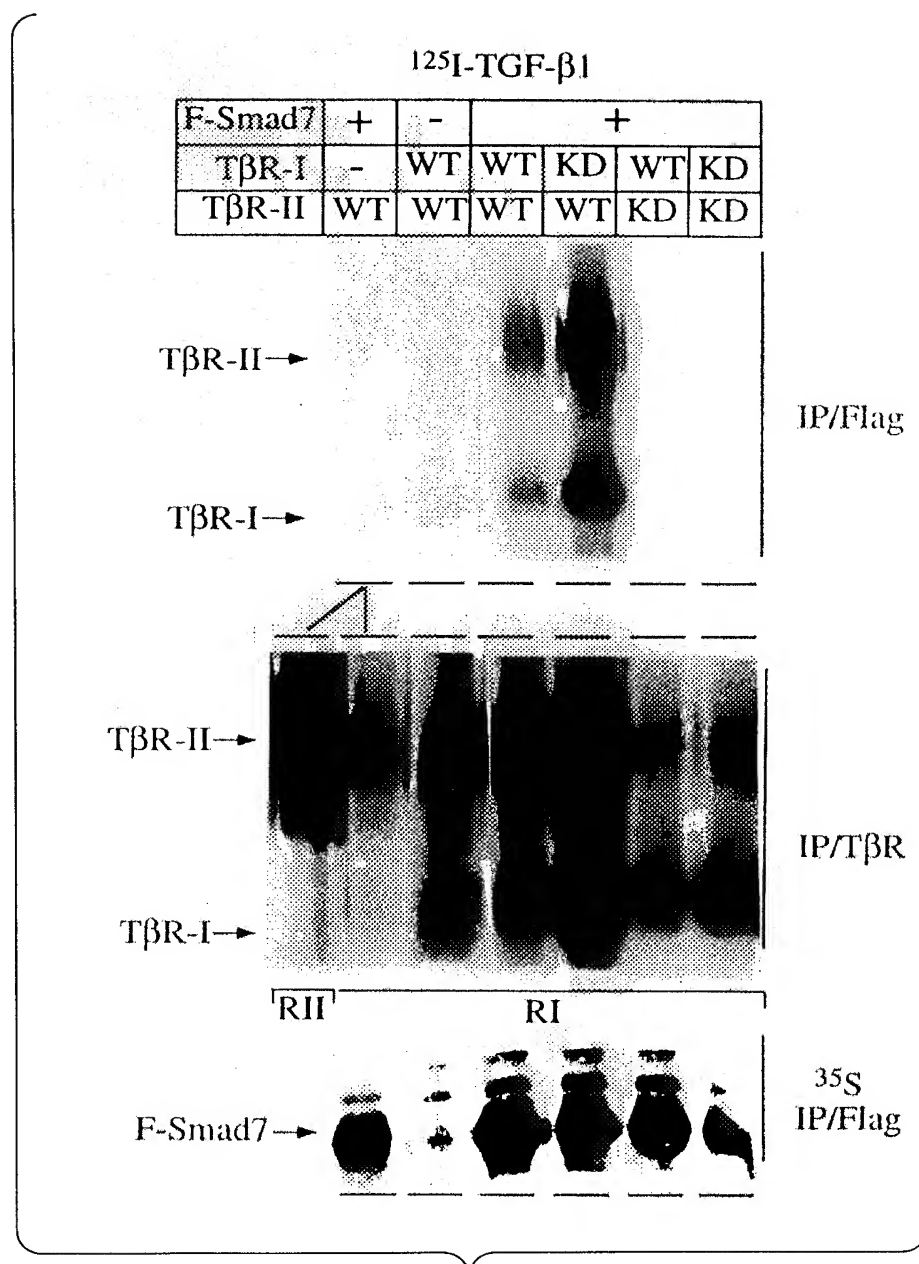 ¹²⁵I-TGF-β1
F-Smad7 + - +
TβR-I - WT WT KD WT KD
TβR-II WT WT WT WT KD KD
TβR-II→
TβR-I→
IP/Flag
TβR-II→
TβR-I→
IP/TβR
RII RI
F-Smad7→
³⁵S
IP/Flag